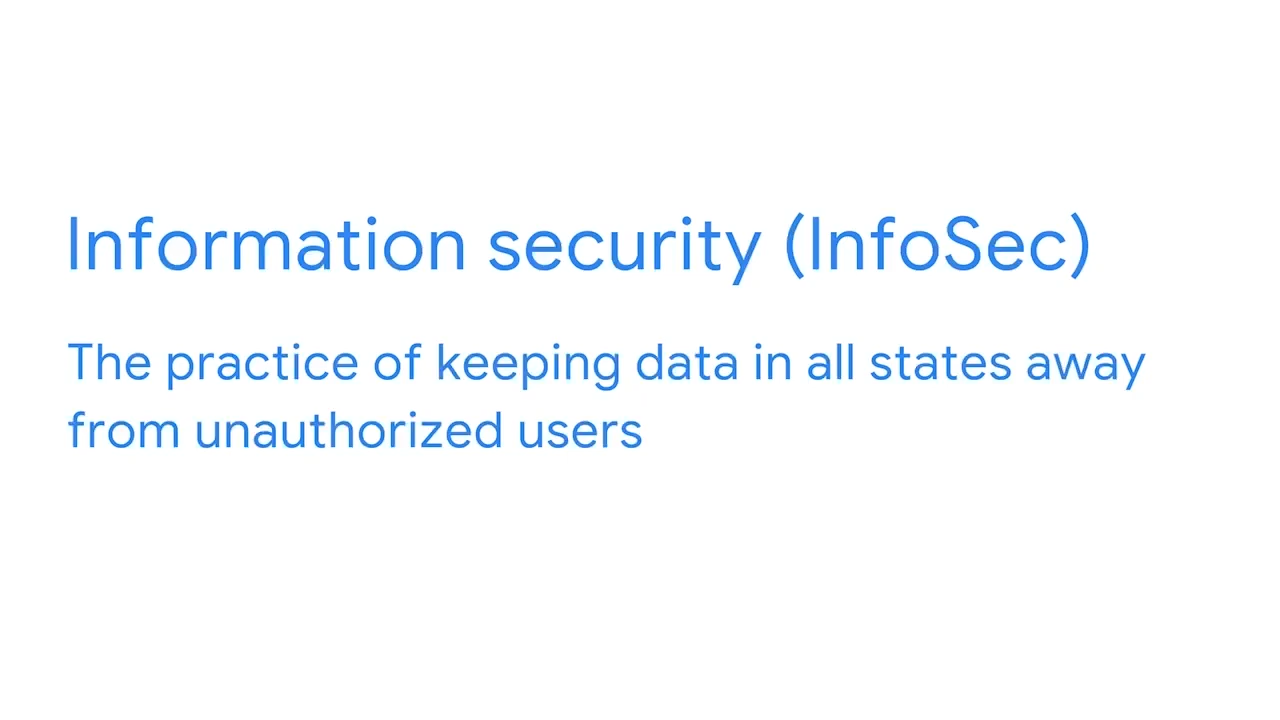 Information security (InfoSec)
The practice of keeping data in all states away
from unauthorized users